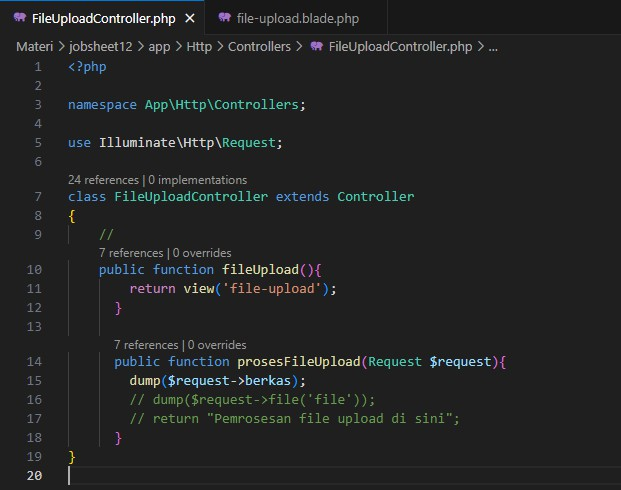 FileUploadController.php ✕ file-upload.blade.php
Materi > jobsheet12 > app > Http > Controllers > FileUploadController.php > ...
1 <?php
2
3 namespace App\Http\Controllers;
4
5 use Illuminate\Http\Request;
6
24 references | 0 implementations
7 class FileUploadController extends Controller
8 {
9     //
7 references | 0 overrides
10     public function fileUpload(){
11         return view('file-upload');
12       }
13
7 references | 0 overrides
14       public function prosesFileUpload(Request $request){
15         dump($request->berkas);
16         // dump($request->file('file'));
17         // return "Pemrosesan file upload di sini";
18       }
19 }
20